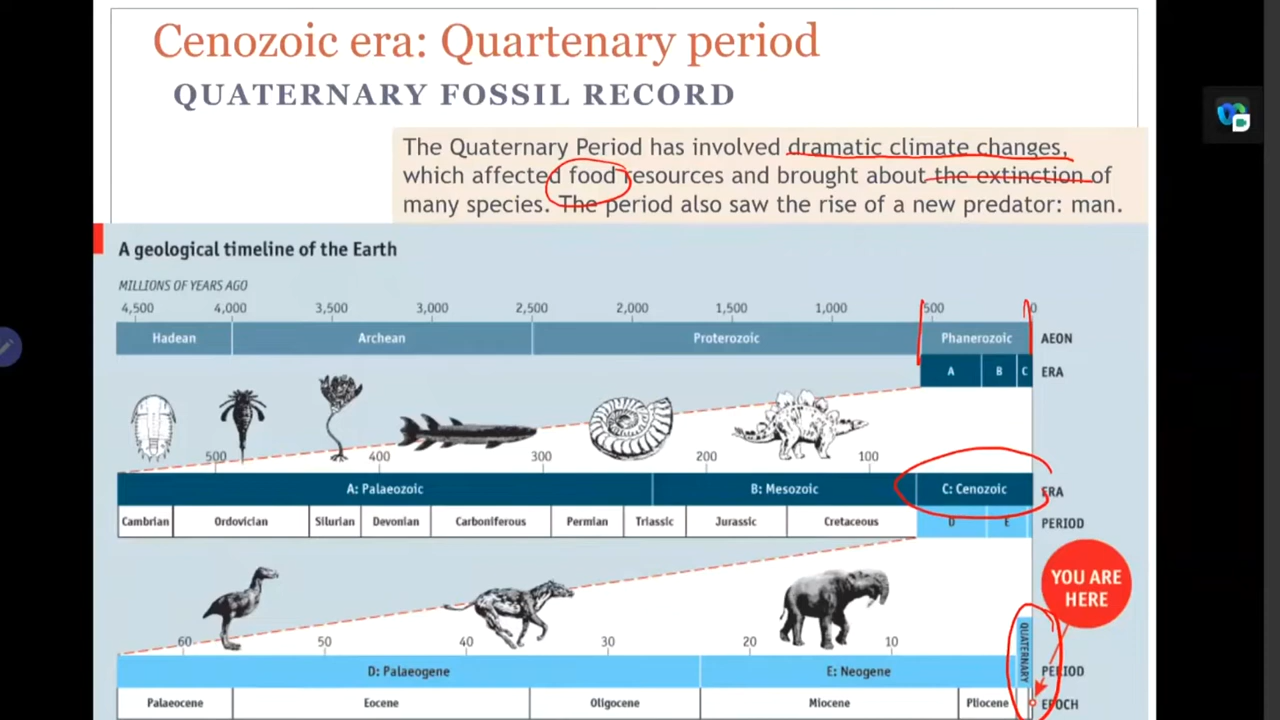 Cenozoic era: Quartenary period
QUATERNARY FOSSIL RECORD
The Quaternary Period has involved dramatic climate changes,
which affected food resources and brought about the extinction of
many species. The period also saw the rise of a new predator: man.
A geological timeline of the Earth
MILLIONS OF YEARS AGO
4,500 4,000 3,500 3,000 2,500 2,000 1,500 1,000 500 0
Hadean Archean Proterozoic Phanerozoic AEON
A B C ERA
500 400 300 200 100
A: Palaeozoic B: Mesozoic C: Cenozoic ERA
Cambrian Ordovician Silurian Devonian Carboniferous Permian Triassic Jurassic Cretaceous D E PERIOD
YOU ARE
HERE
60 50 40 30 20 10
D: Palaeogene E: Neogene QUATERNARY PERIOD
Palaeocene Eocene Oligocene Miocene Pliocene EPOCH